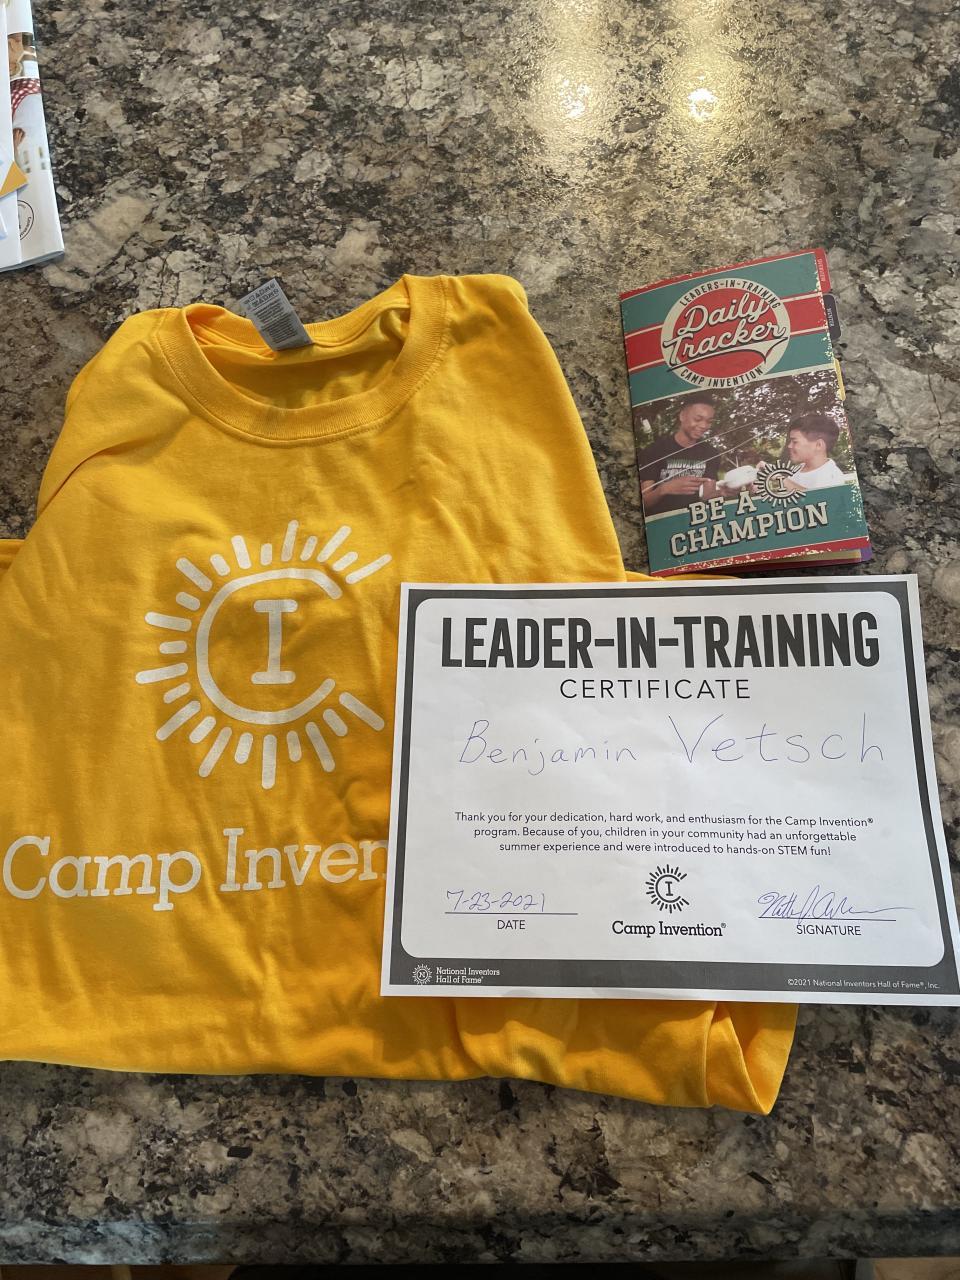 LEADERS-IN-TRAINING
Daily
Tracker
CAMP INVENTION
BE A
CHAMPION
CI
Camp Inven
LEADER-IN-TRAINING
CERTIFICATE
Benjamin Vetsch
Thank you for your dedication, hard work, and enthusiasm for the Camp Invention®
program. Because of you, children in your community had an unforgettable
summer experience and were introduced to hands-on STEM fun!
7-23-2021
DATE
Camp Invention®
SIGNATURE
National Inventors
Hall of Fame®
©2021 National Inventors Hall of Fame®, Inc.